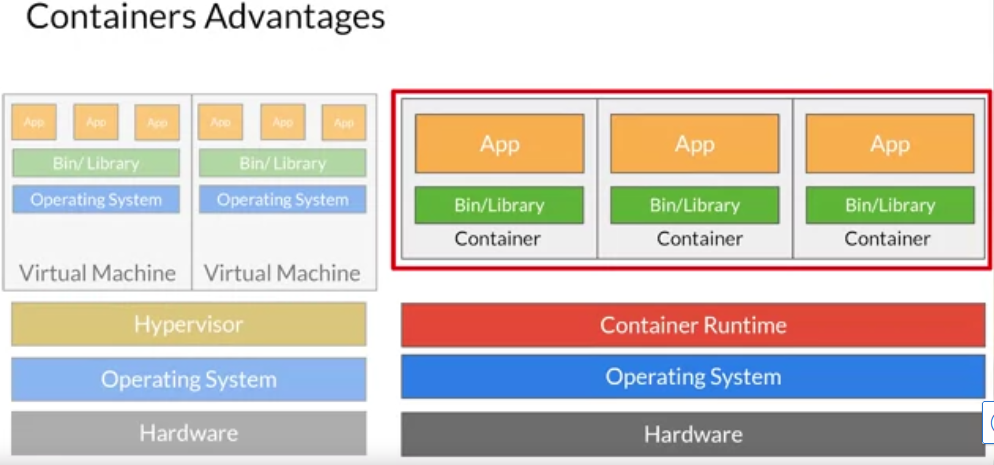 Containers Advantages
App App App App App App
Bin/ Library Bin/ Library
Operating System Operating System
Virtual Machine Virtual Machine
Hypervisor
Operating System
Hardware
App App App
Bin/Library Bin/Library Bin/Library
Container Container Container
Container Runtime
Operating System
Hardware